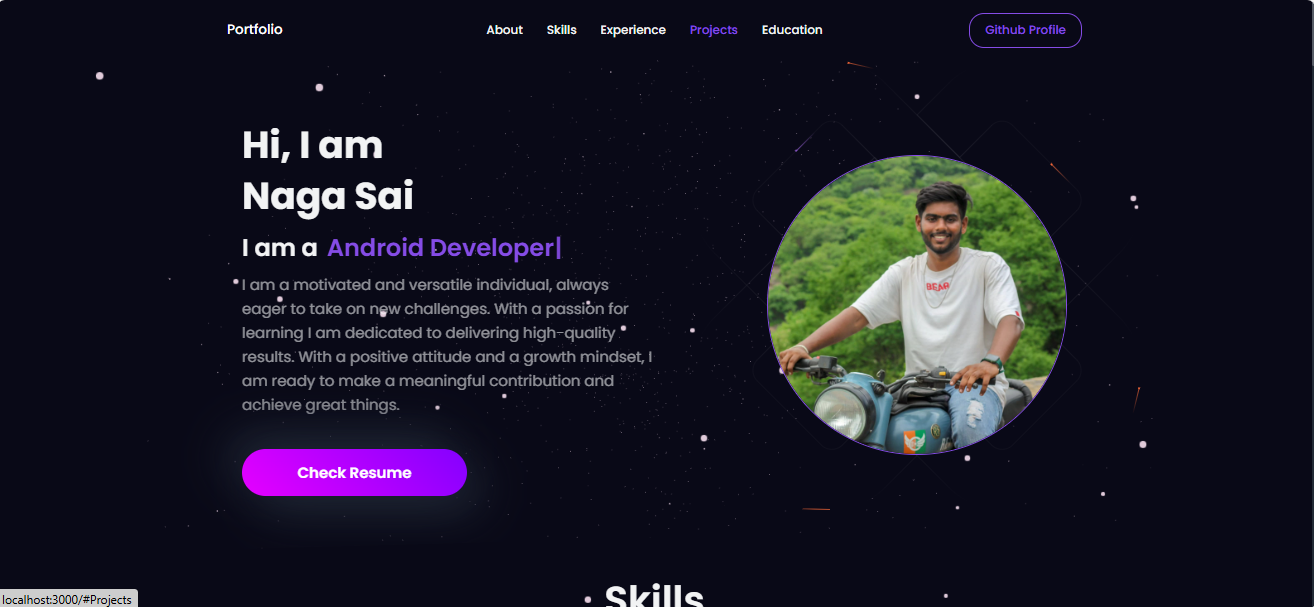 Portfolio
About Skills Experience Projects Education
Github Profile
Hi, I am
Naga Sai
I am a Android Developer|
I am a motivated and versatile individual, always
eager to take on new challenges. With a passion for
learning I am dedicated to delivering high-quality
results. With a positive attitude and a growth mindset, I
am ready to make a meaningful contribution and
achieve great things.
BEAR
Check Resume
Skills
localhost:3000/#Projects